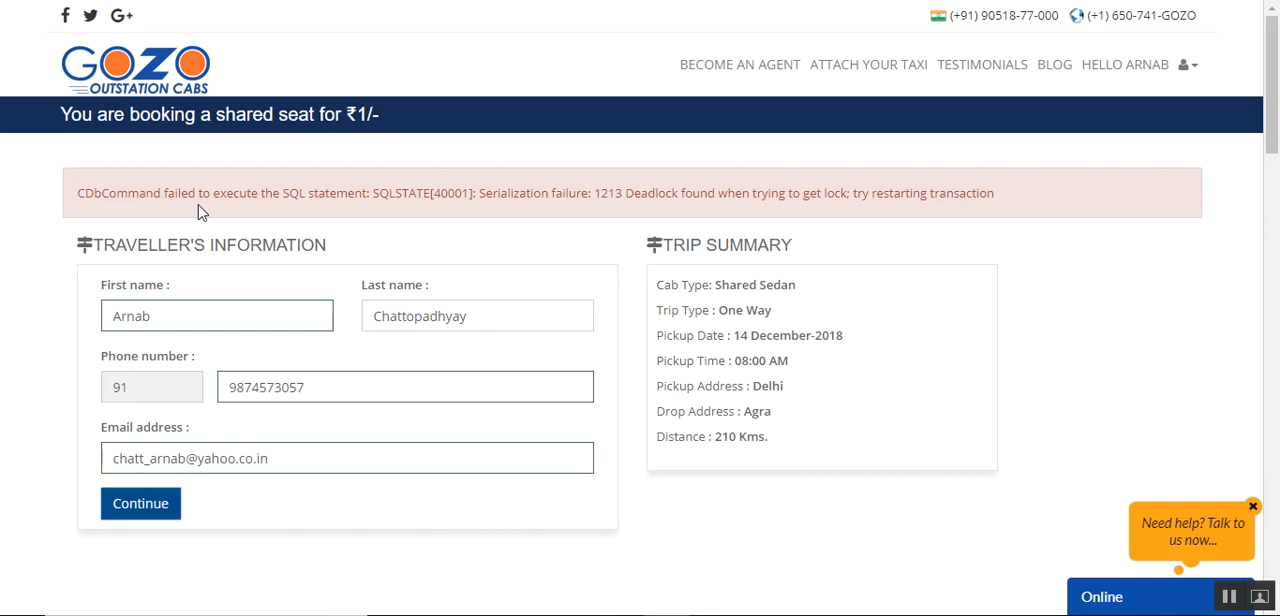 (+91) 90518-77-000 (+1) 650-741-GOZO
GOZO
OUTSTATION CABS
BECOME AN AGENT ATTACH YOUR TAXI TESTIMONIALS BLOG HELLO ARNAB
You are booking a shared seat for ₹1/-
CDbCommand failed to execute the SQL statement: SQLSTATE[40001]: Serialization failure: 1213 Deadlock found when trying to get lock; try restarting transaction
TRAVELLER'S INFORMATION
First name :
Last name :
Arnab
Chattopadhyay
Phone number :
91
9874573057
Email address :
chatt_arnab@yahoo.co.in
Continue
TRIP SUMMARY
Cab Type: Shared Sedan
Trip Type : One Way
Pickup Date : 14 December-2018
Pickup Time : 08:00 AM
Pickup Address : Delhi
Drop Address : Agra
Distance : 210 Kms.
Need help? Talk to
us now...
Online